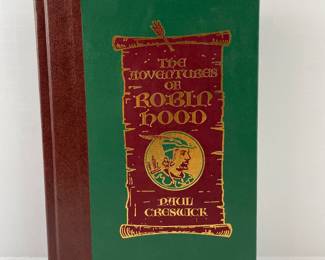 THE
ADVENTURES
OF
ROBIN
HOOD
PAUL
CRESWICK